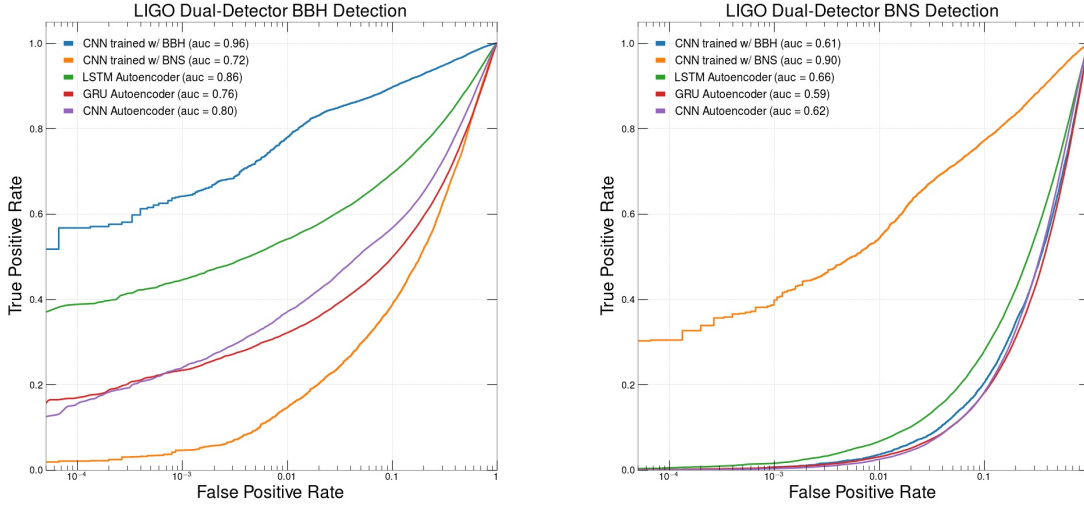 LIGO Dual-Detector BBH Detection
1.0
0.8
0.6
0.4
0.2
0.0
True Positive Rate
CNN trained w/ BBH (auc = 0.96)
CNN trained w/ BNS (auc = 0.72)
LSTM Autoencoder (auc = 0.86)
GRU Autoencoder (auc = 0.76)
CNN Autoencoder (auc = 0.80)
10⁻⁴
10⁻³
0.01
0.1
1
False Positive Rate
LIGO Dual-Detector BNS Detection
1.0
0.8
0.6
0.4
0.2
0.0
True Positive Rate
CNN trained w/ BBH (auc = 0.61)
CNN trained w/ BNS (auc = 0.90)
LSTM Autoencoder (auc = 0.66)
GRU Autoencoder (auc = 0.59)
CNN Autoencoder (auc = 0.62)
10⁻⁴
10⁻³
0.01
0.1
False Positive Rate